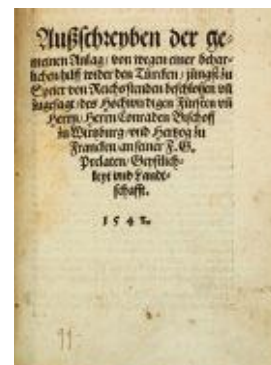 Außschreyben der ge-
meinen Anlag / von wegen einer behar-
lichen hilff wider den Türcken / jüngst zu
Speier von Reichsstenden beschlossen vñ
zugesagt / des Hochwirdigen Fürsten vñ
Herrn / Herrn Conraden Bischoff
zu Wirtzburg / vnd Hertzog zu
Francken / an seiner F. G.
Prelaten / Geystlich-
keyt vnd Landt-
schafft.
1 5 4 2.